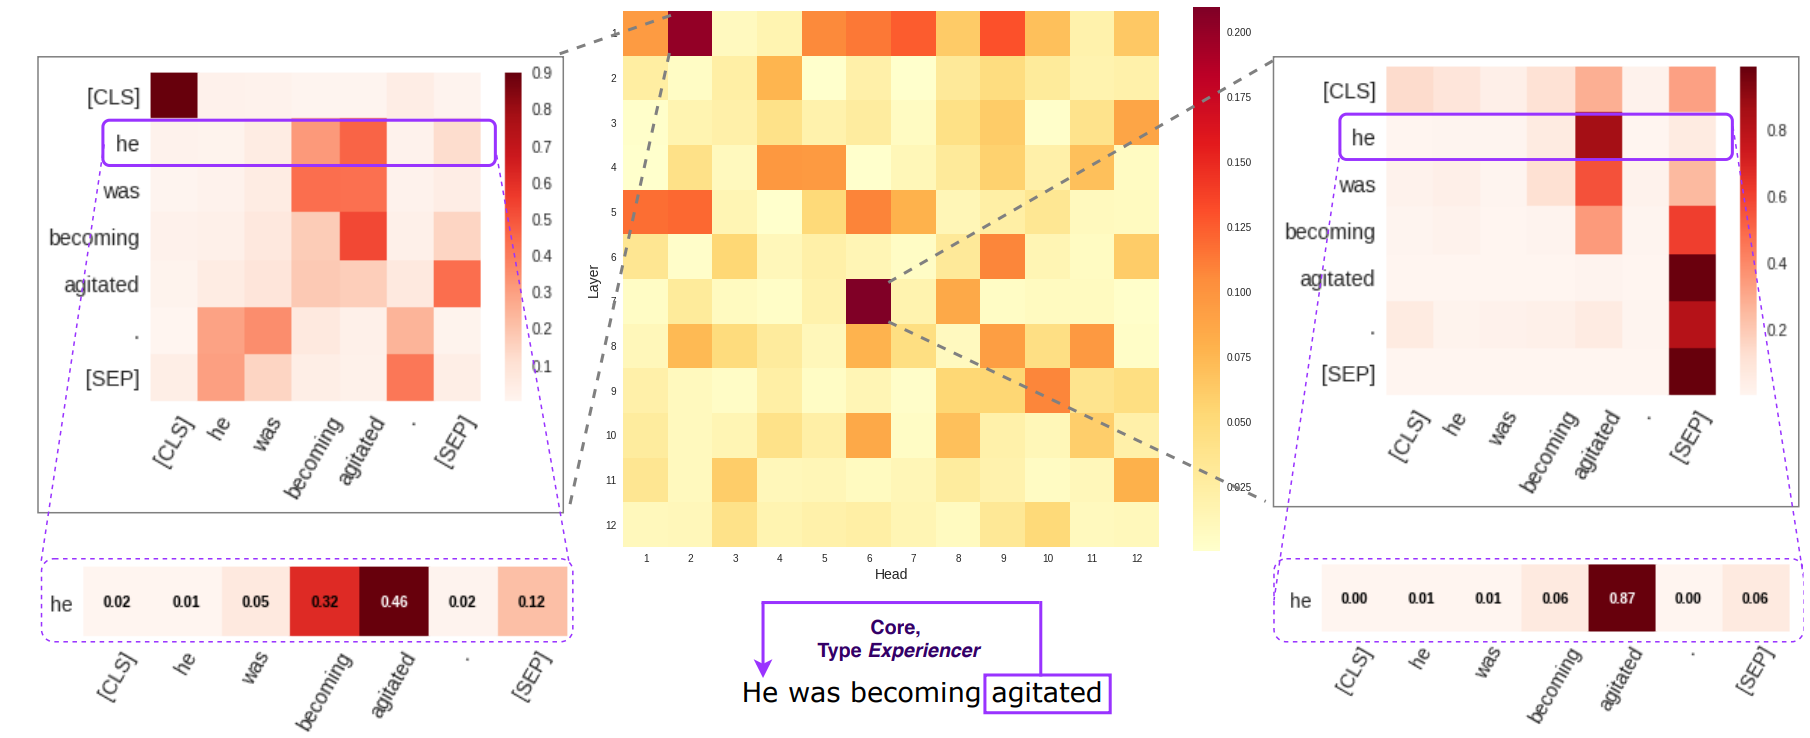 [CLS]
he
was
becoming
agitated
.
[SEP]
0.9
0.8
0.7
0.6
0.5
0.4
0.3
0.2
0.1
[CLS] he was becoming agitated . [SEP]
he 0.02 0.01 0.05 0.32 0.46 0.02 0.12
[CLS] he was becoming agitated . [SEP]
Layer
1
2
3
4
5
6
7
8
9
10
11
12
1 2 3 4 5 6 7 8 9 10 11 12
Head
0.200
0.175
0.150
0.125
0.100
0.075
0.050
0.025
Core,
Type Experiencer
He was becoming agitated
[CLS]
he
was
becoming
agitated
.
[SEP]
0.8
0.6
0.4
0.2
[CLS] he was becoming agitated . [SEP]
he 0.00 0.01 0.01 0.06 0.87 0.00 0.06
[CLS] he was becoming agitated . [SEP]